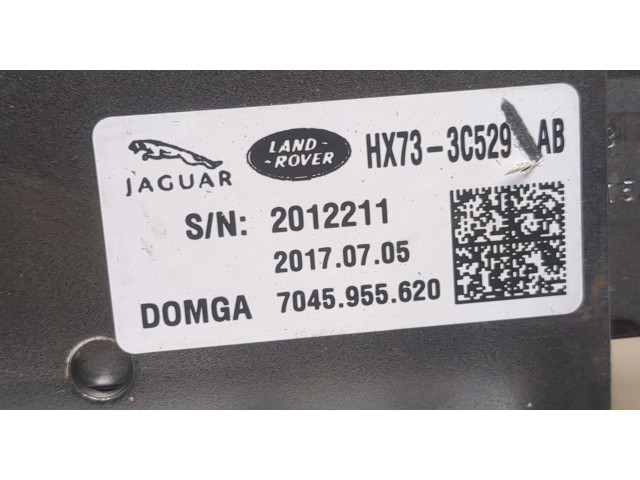 JAGUAR
LAND-
-ROVER
HX73-3C529 AB
S/N: 2012211
2017.07.05
DOMGA 7045.955.620